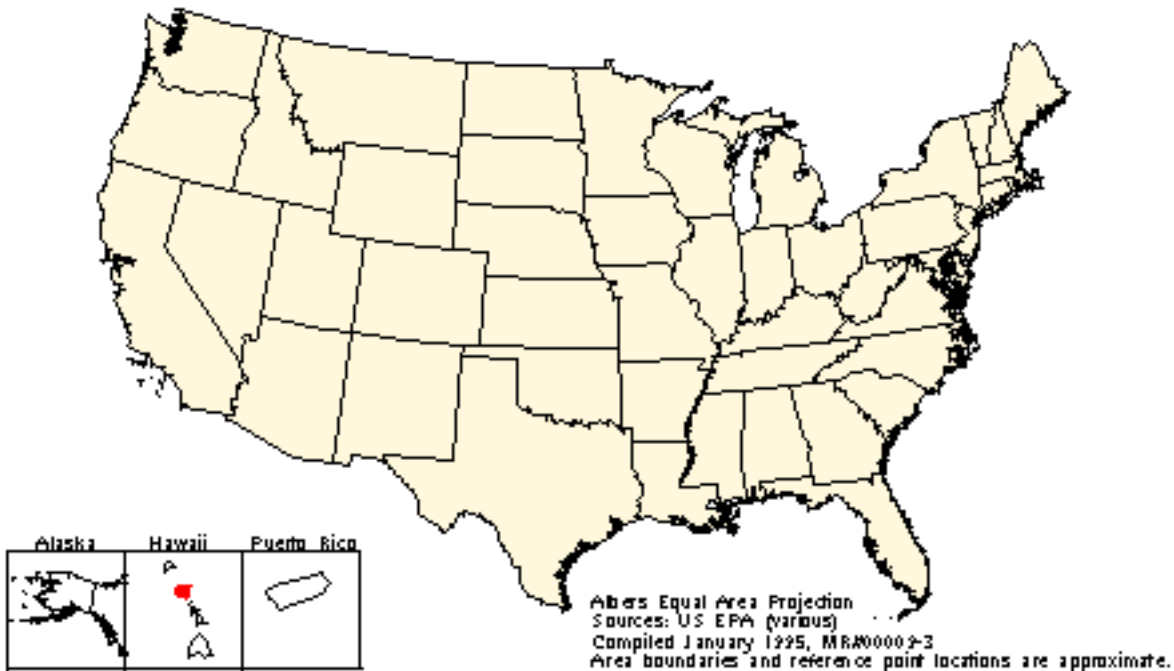 Alaska
Hawaii
Puerto Rico
Albers Equal Area Projection
Sources: US EPA (various)
Compiled January 1995, MR#00009-3
Area boundaries and reference point locations are approximate.